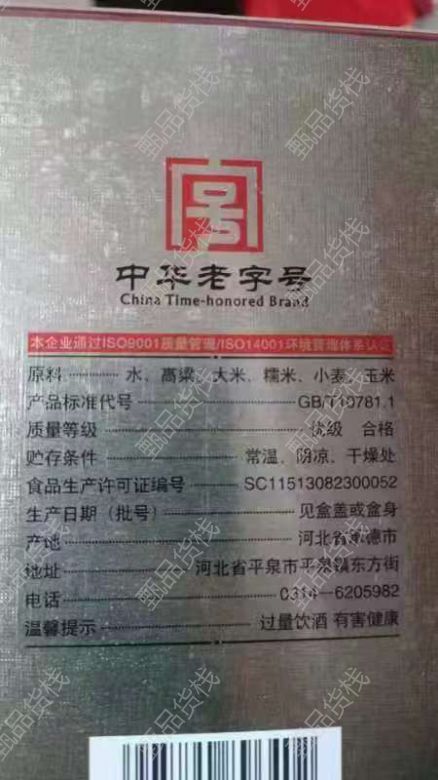 中华老字号
China Time-honored Brand
本企业通过ISO9001质量管理/ISO14001环境管理体系认证
原料 水、高粱、大米、糯米、小麦、玉米
产品标准代号 GB/T10781.1
质量等级 优级 合格
贮存条件 常温、阴凉、干燥处
食品生产许可证编号 SC11513082300052
生产日期（批号） 见盒盖或盒身
产地 河北省承德市
地址 河北省平泉市平泉镇东方街
电话 0314-6205982
温馨提示 过量饮酒 有害健康
甄品货栈